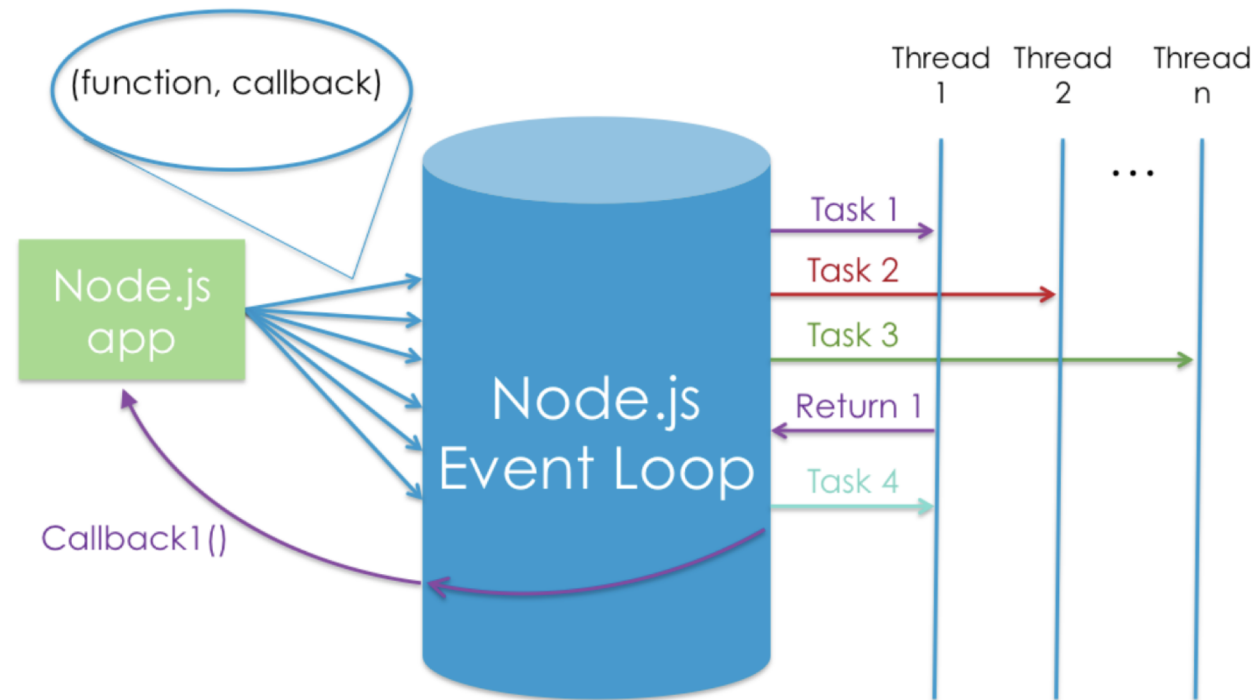 (function, callback)
Thread
1
Thread
2
...
Thread
n
Task 1
Task 2
Task 3
Return 1
Task 4
Node.js
app
Node.js
Event Loop
Callback1()